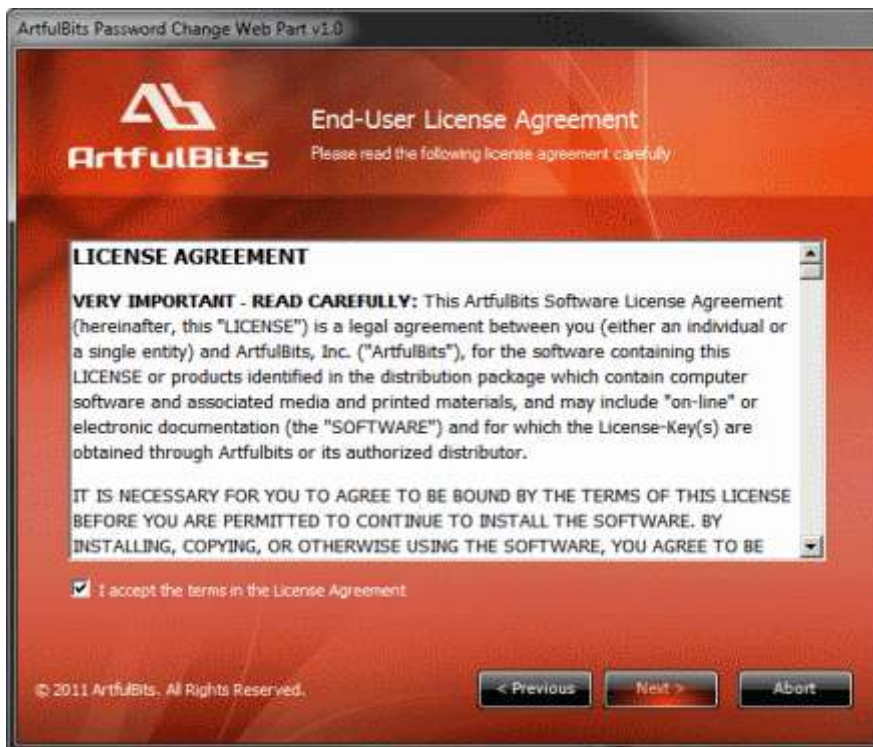 ArtfulBits Password Change Web Part v1.0
ArtfulBits
End-User License Agreement
Please read the following license agreement carefully
LICENSE AGREEMENT
VERY IMPORTANT - READ CAREFULLY: This ArtfulBits Software License Agreement
(hereinafter, this "LICENSE") is a legal agreement between you (either an individual or
a single entity) and ArtfulBits, Inc. ("ArtfulBits"), for the software containing this
LICENSE or products identified in the distribution package which contain computer
software and associated media and printed materials, and may include "on-line" or
electronic documentation (the "SOFTWARE") and for which the License-Key(s) are
obtained through Artfulbits or its authorized distributor.
IT IS NECESSARY FOR YOU TO AGREE TO BE BOUND BY THE TERMS OF THIS LICENSE
BEFORE YOU ARE PERMITTED TO CONTINUE TO INSTALL THE SOFTWARE. BY
INSTALLING, COPYING, OR OTHERWISE USING THE SOFTWARE, YOU AGREE TO BE
I accept the terms in the License Agreement
© 2011 ArtfulBits. All Rights Reserved.
< Previous
Next >
Abort